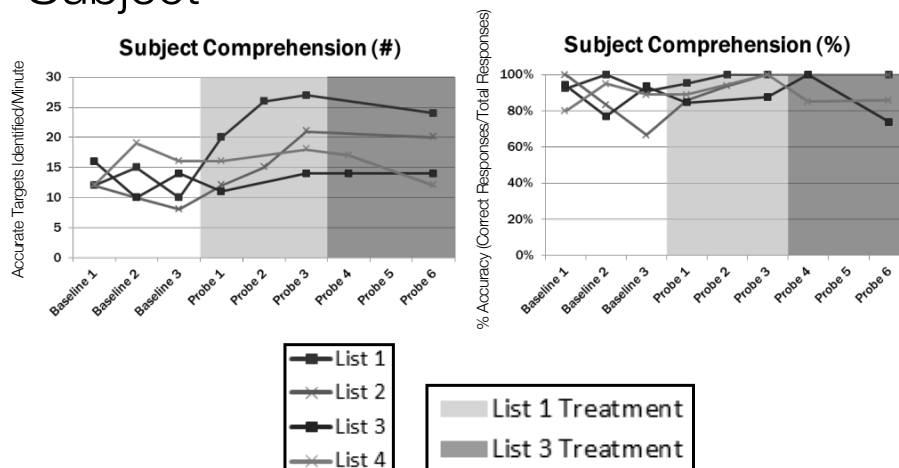 Subject
Subject Comprehension (#)
Accurate Targets Identified/Minute
30
25
20
15
10
5
0
Baseline 1
Baseline 2
Baseline 3
Probe 1
Probe 2
Probe 3
Probe 4
Probe 5
Probe 6
Subject Comprehension (%)
% Accuracy (Correct Responses/Total Responses)
100%
80%
60%
40%
20%
0%
Baseline 1
Baseline 2
Baseline 3
Probe 1
Probe 2
Probe 3
Probe 4
Probe 5
Probe 6
List 1
List 2
List 3
List 4
List 1 Treatment
List 3 Treatment